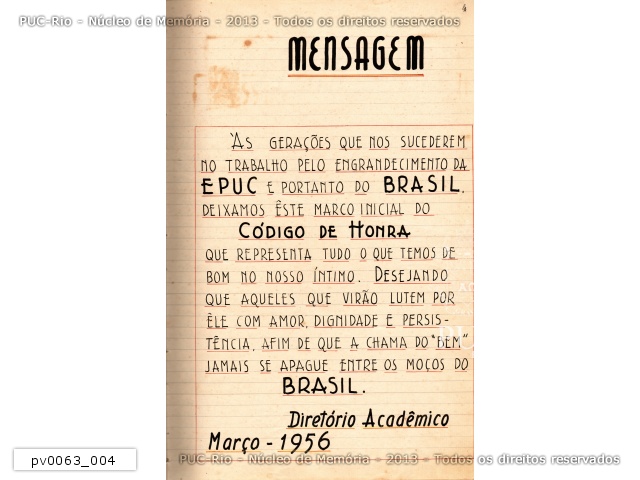 PUC-Rio - Núcleo de Memória - 2013 - Todos os direitos reservados
4
MENSAGEM
ÀS GERAÇÕES QUE NOS SUCEDEREM
NO TRABALHO PELO ENGRANDECIMENTO DA
EPUC E PORTANTO DO BRASIL,
DEIXAMOS ÊSTE MARCO INICIAL DO
CÓDIGO DE HONRA
QUE REPRESENTA TUDO O QUE TEMOS DE
BOM NO NOSSO ÍNTIMO. DESEJANDO
QUE AQUELES QUE VIRÃO LUTEM POR
ÊLE COM AMOR, DIGNIDADE E PERSIS-
TÊNCIA, AFIM DE QUE A CHAMA DO "BEM"
JAMAIS SE APAGUE ENTRE OS MOÇOS DO
BRASIL.
Diretório Acadêmico
Março - 1956
pv0063_004
PUC-Rio - Núcleo de Memória - 2013 - Todos os direitos reservados